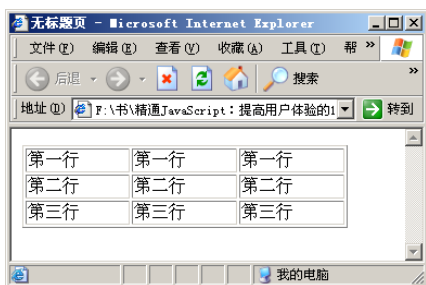 无标题页 - Microsoft Internet Explorer
文件(F) 编辑(E) 查看(V) 收藏(A) 工具(T) 帮 »
后退 搜索 »
地址(D) F:\书\精通JavaScript：提高用户体验的1 转到
第一行 第一行 第一行
第二行 第二行 第二行
第三行 第三行 第三行
我的电脑